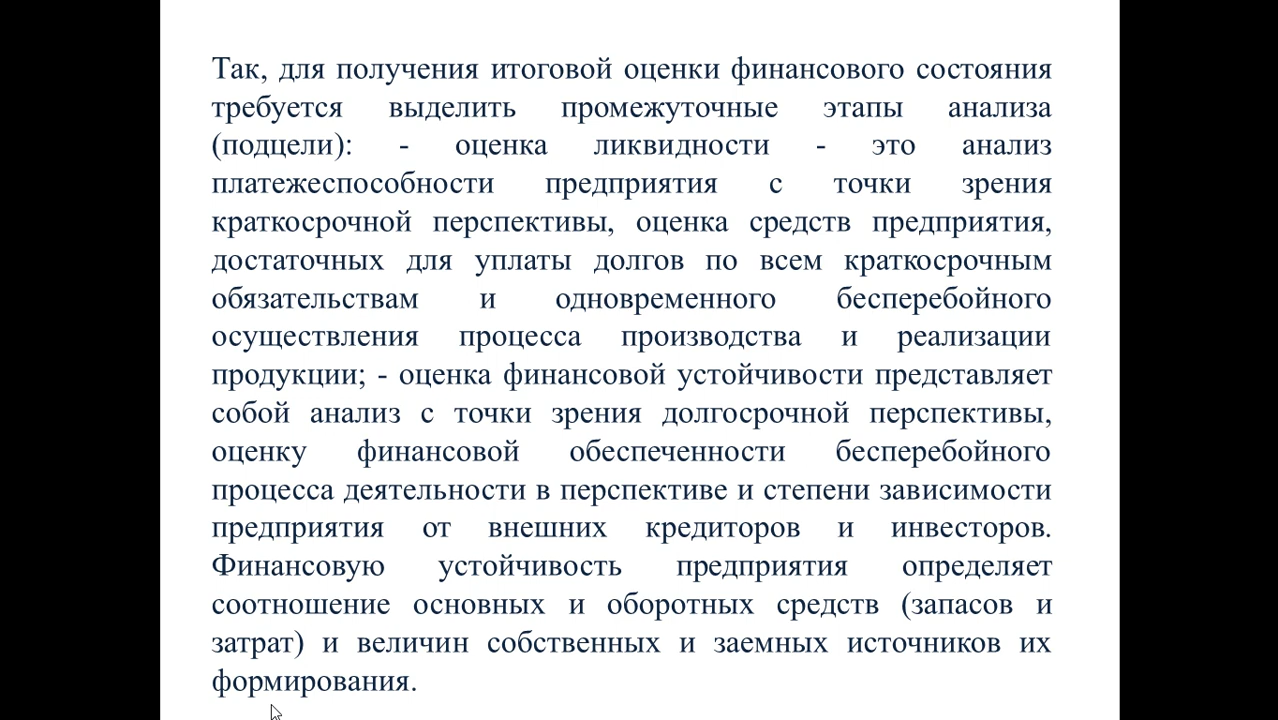 Так, для получения итоговой оценки финансового состояния
требуется выделить промежуточные этапы анализа
(подцели): - оценка ликвидности - это анализ
платежеспособности предприятия с точки зрения
краткосрочной перспективы, оценка средств предприятия,
достаточных для уплаты долгов по всем краткосрочным
обязательствам и одновременного бесперебойного
осуществления процесса производства и реализации
продукции; - оценка финансовой устойчивости представляет
собой анализ с точки зрения долгосрочной перспективы,
оценку финансовой обеспеченности бесперебойного
процесса деятельности в перспективе и степени зависимости
предприятия от внешних кредиторов и инвесторов.
Финансовую устойчивость предприятия определяет
соотношение основных и оборотных средств (запасов и
затрат) и величин собственных и заемных источников их
формирования.